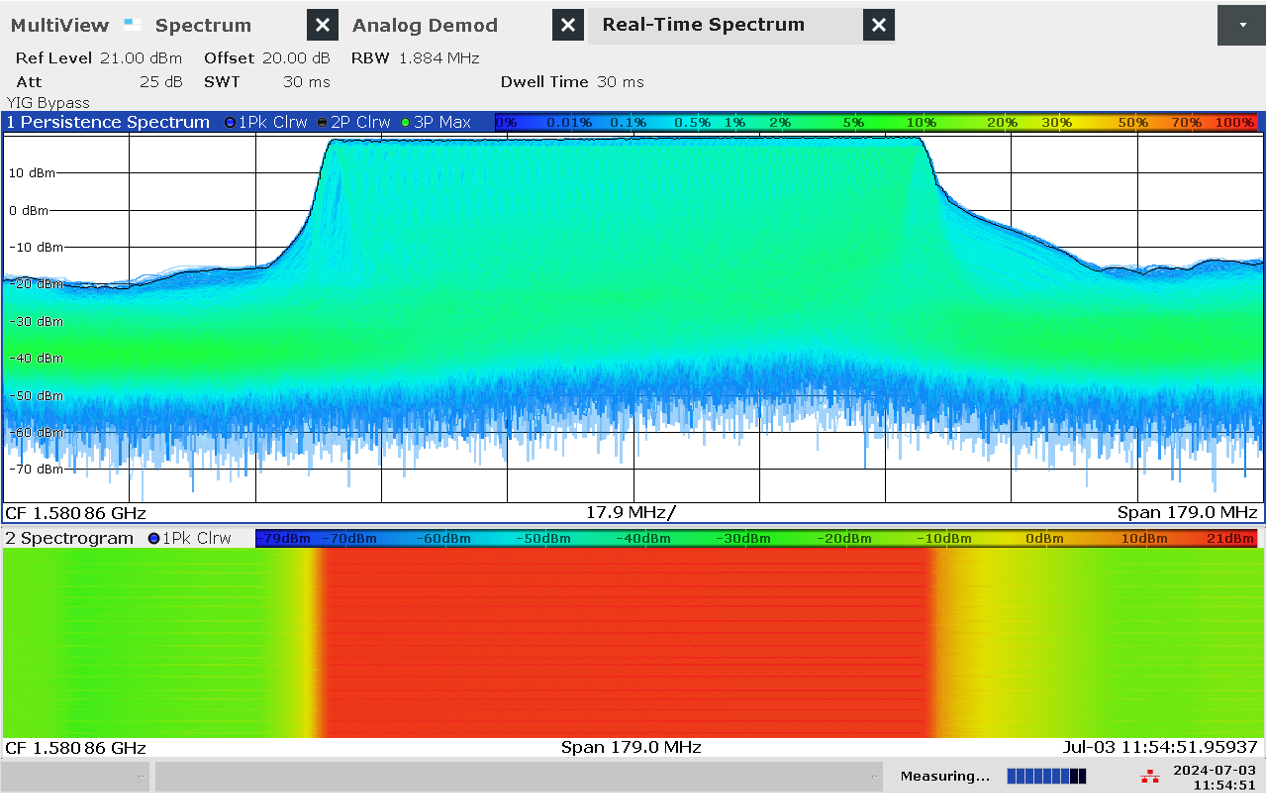 MultiView Spectrum Analog Demod Real-Time Spectrum
Ref Level 21.00 dBm Offset 20.00 dB RBW 1.884 MHz
Att 25 dB SWT 30 ms Dwell Time 30 ms
YIG Bypass
1 Persistence Spectrum 1Pk Clrw 2P Clrw 3P Max 0% 0.01% 0.1% 0.5% 1% 2% 5% 10% 20% 30% 50% 70% 100%
10 dBm
0 dBm
-10 dBm
-20 dBm
-30 dBm
-40 dBm
-50 dBm
-60 dBm
-70 dBm
CF 1.58086 GHz 17.9 MHz/ Span 179.0 MHz
2 Spectrogram 1Pk Clrw -79dBm -70dBm -60dBm -50dBm -40dBm -30dBm -20dBm -10dBm 0dBm 10dBm 21dBm
CF 1.58086 GHz Span 179.0 MHz Jul-03 11:54:51.95937
Measuring... 2024-07-03
11:54:51